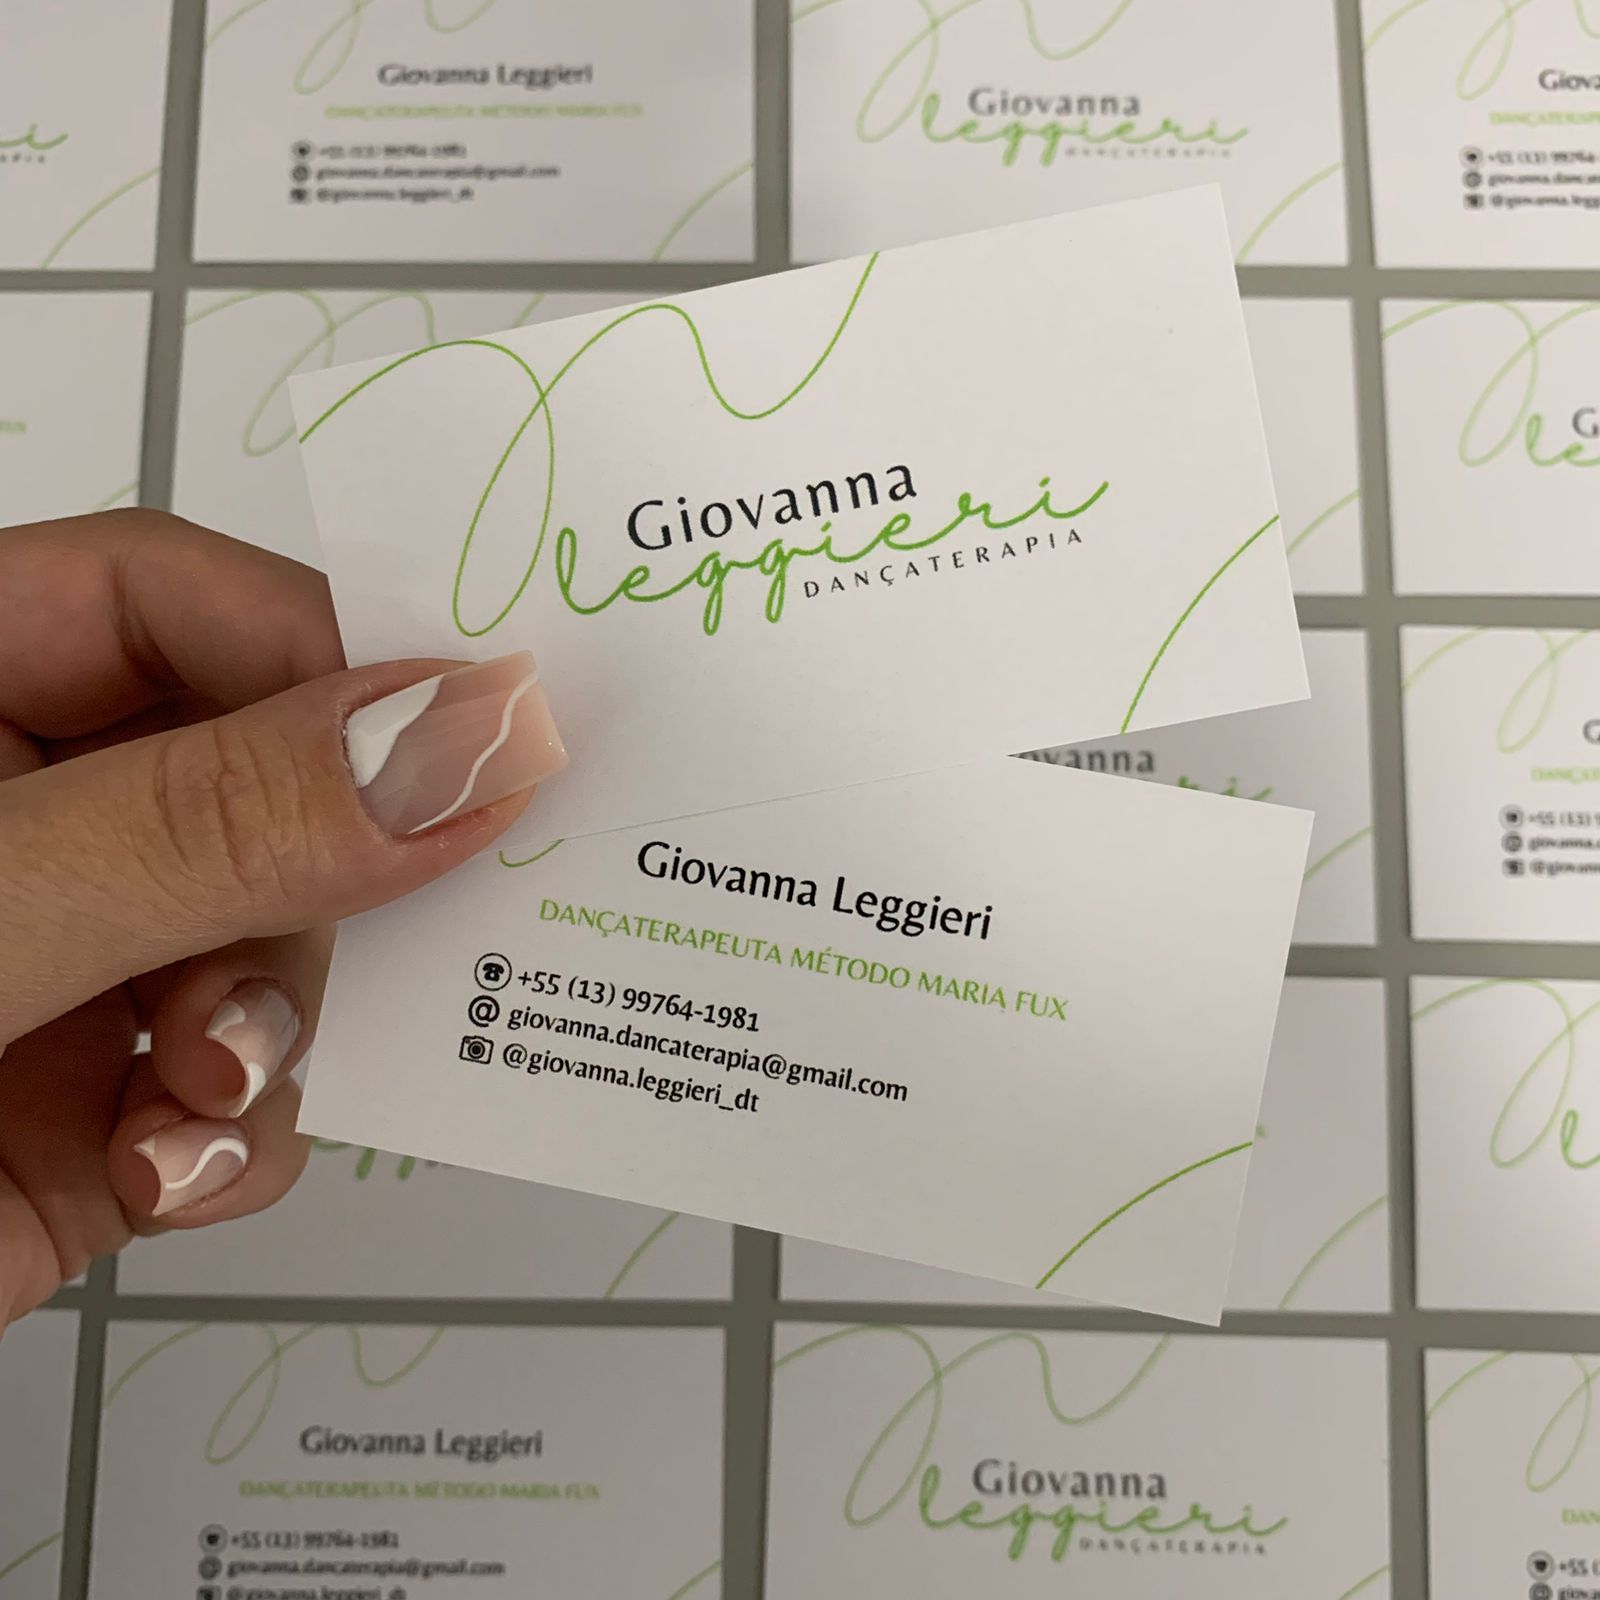 Giovanna Leggieri
DANÇATERAPEUTA MÉTODO MARIA FUX
+55 (13) 99764-1981
giovanna.dancaterapia@gmail.com
@giovanna.leggieri_dt
Giovanna
leggieri
DANÇATERAPIA
Giovanna
leggieri
DANÇATERAPIA
Giovanna Leggieri
DANÇATERAPEUTA MÉTODO MARIA FUX
+55 (13) 99764-1981
@ giovanna.dancaterapia@gmail.com
@giovanna.leggieri_dt
Giovanna Leggieri
DANÇATERAPEUTA MÉTODO MARIA FUX
+55 (13) 99764-1981
giovanna.dancaterapia@gmail.com
@giovanna.leggieri_dt
Giovanna
leggieri
DANÇATERAPIA